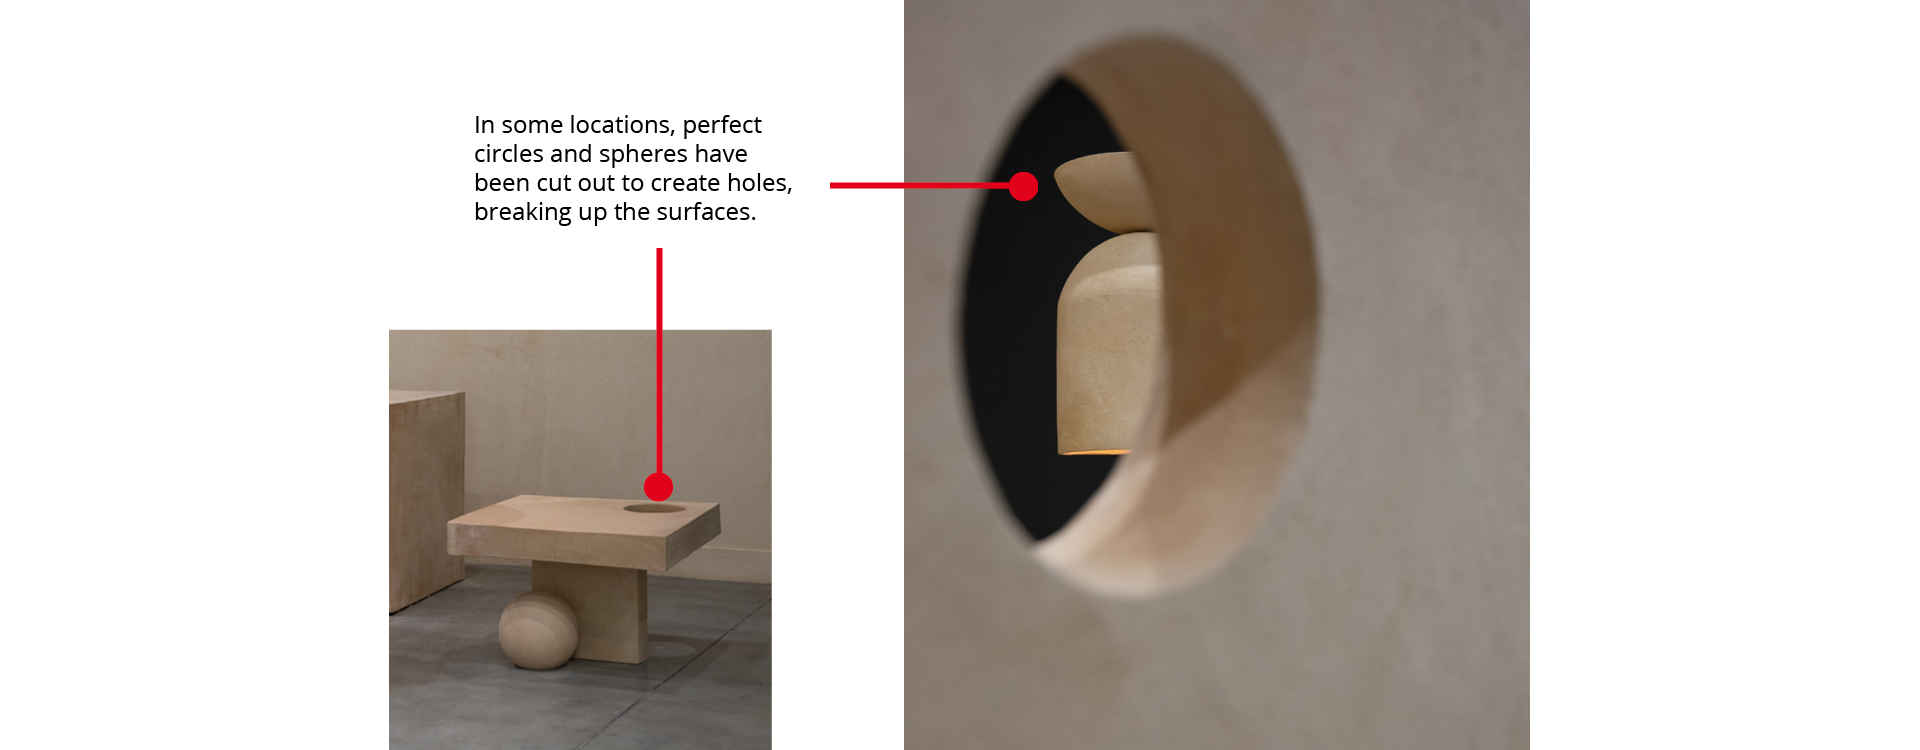 In some locations, perfect
circles and spheres have
been cut out to create holes,
breaking up the surfaces.